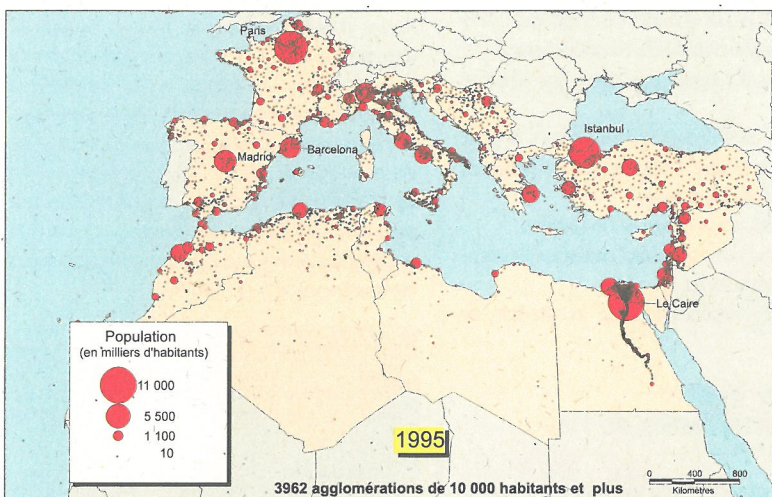 Paris
Istanbul
Madrid
Barcelona
Le Caire
Population
(en milliers d'habitants)
11 000
5 500
1 100
10
1995
0 400 800
Kilomètres
3962 agglomérations de 10 000 habitants et plus